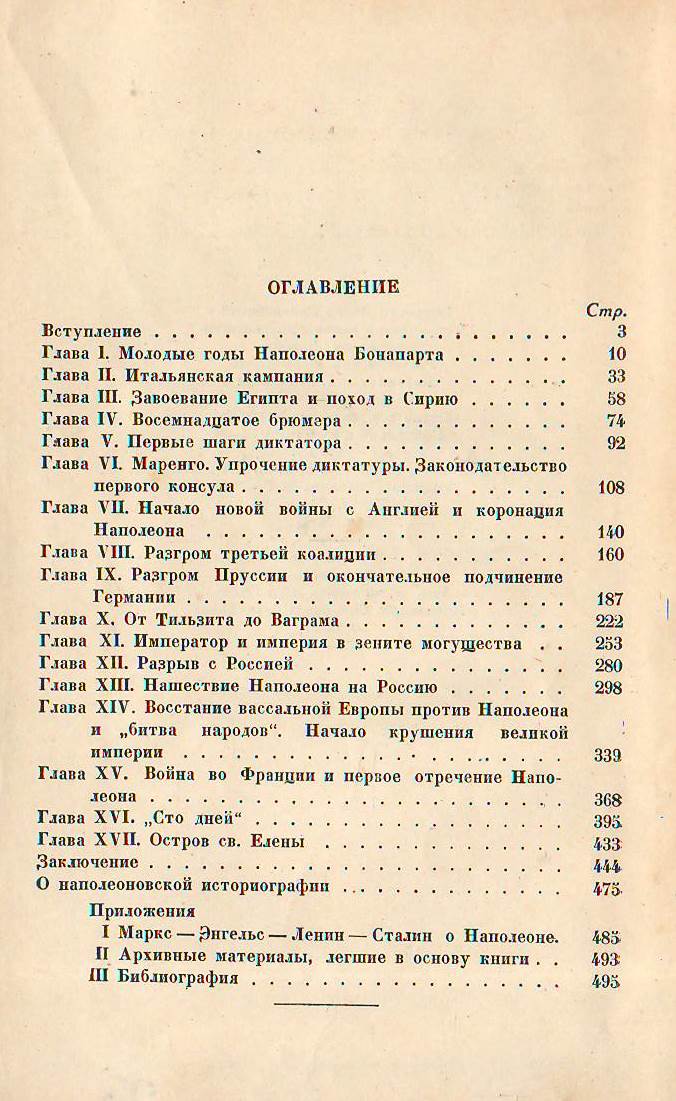 ОГЛАВЛЕНИЕ
Стр.
Вступление . . . . . . . . . . . . . . . . . . . . . 3
Глава I. Молодые годы Наполеона Бонапарта . . . . . . . 10
Глава II. Итальянская кампания . . . . . . . . . . . . . 33
Глава III. Завоевание Египта и поход в Сирию . . . . . . 58
Глава IV. Восемнадцатое брюмера . . . . . . . . . . . . 74
Глава V. Первые шаги диктатора . . . . . . . . . . . . 92
Глава VI. Маренго. Упрочение диктатуры. Законодательство
первого консула . . . . . . . . . . . . . . . . . . 108
Глава VII. Начало новой войны с Англией и коронация
Наполеона . . . . . . . . . . . . . . . . . . . . 140
Глава VIII. Разгром третьей коалиции . . . . . . . . . . 160
Глава IX. Разгром Пруссии и окончательное подчинение
Германии . . . . . . . . . . . . . . . . . . . . . 187
Глава X. От Тильзита до Ваграма . . . . . . . . . . . . 222
Глава XI. Император и империя в зените могущества . . 253
Глава XII. Разрыв с Россией . . . . . . . . . . . . . . 280
Глава XIII. Нашествие Наполеона на Россию . . . . . . . 298
Глава XIV. Восстание вассальной Европы против Наполеона
и „битва народов“. Начало крушения великой
империи . . . . . . . . . . . . . . . . . . . . . 339
Глава XV. Война во Франции и первое отречение Напо-
леона . . . . . . . . . . . . . . . . . . . . . . . 368
Глава XVI. „Сто дней“ . . . . . . . . . . . . . . . . . 395
Глава XVII. Остров св. Елены . . . . . . . . . . . . . 433
Заключение . . . . . . . . . . . . . . . . . . . . . . 444
О наполеоновской историографии . . . . . . . . . . . . 475
Приложения
I Маркс — Энгельс — Ленин — Сталин о Наполеоне. 485
II Архивные материалы, легшие в основу книги . . 493
III Библиография . . . . . . . . . . . . . . . . . 495